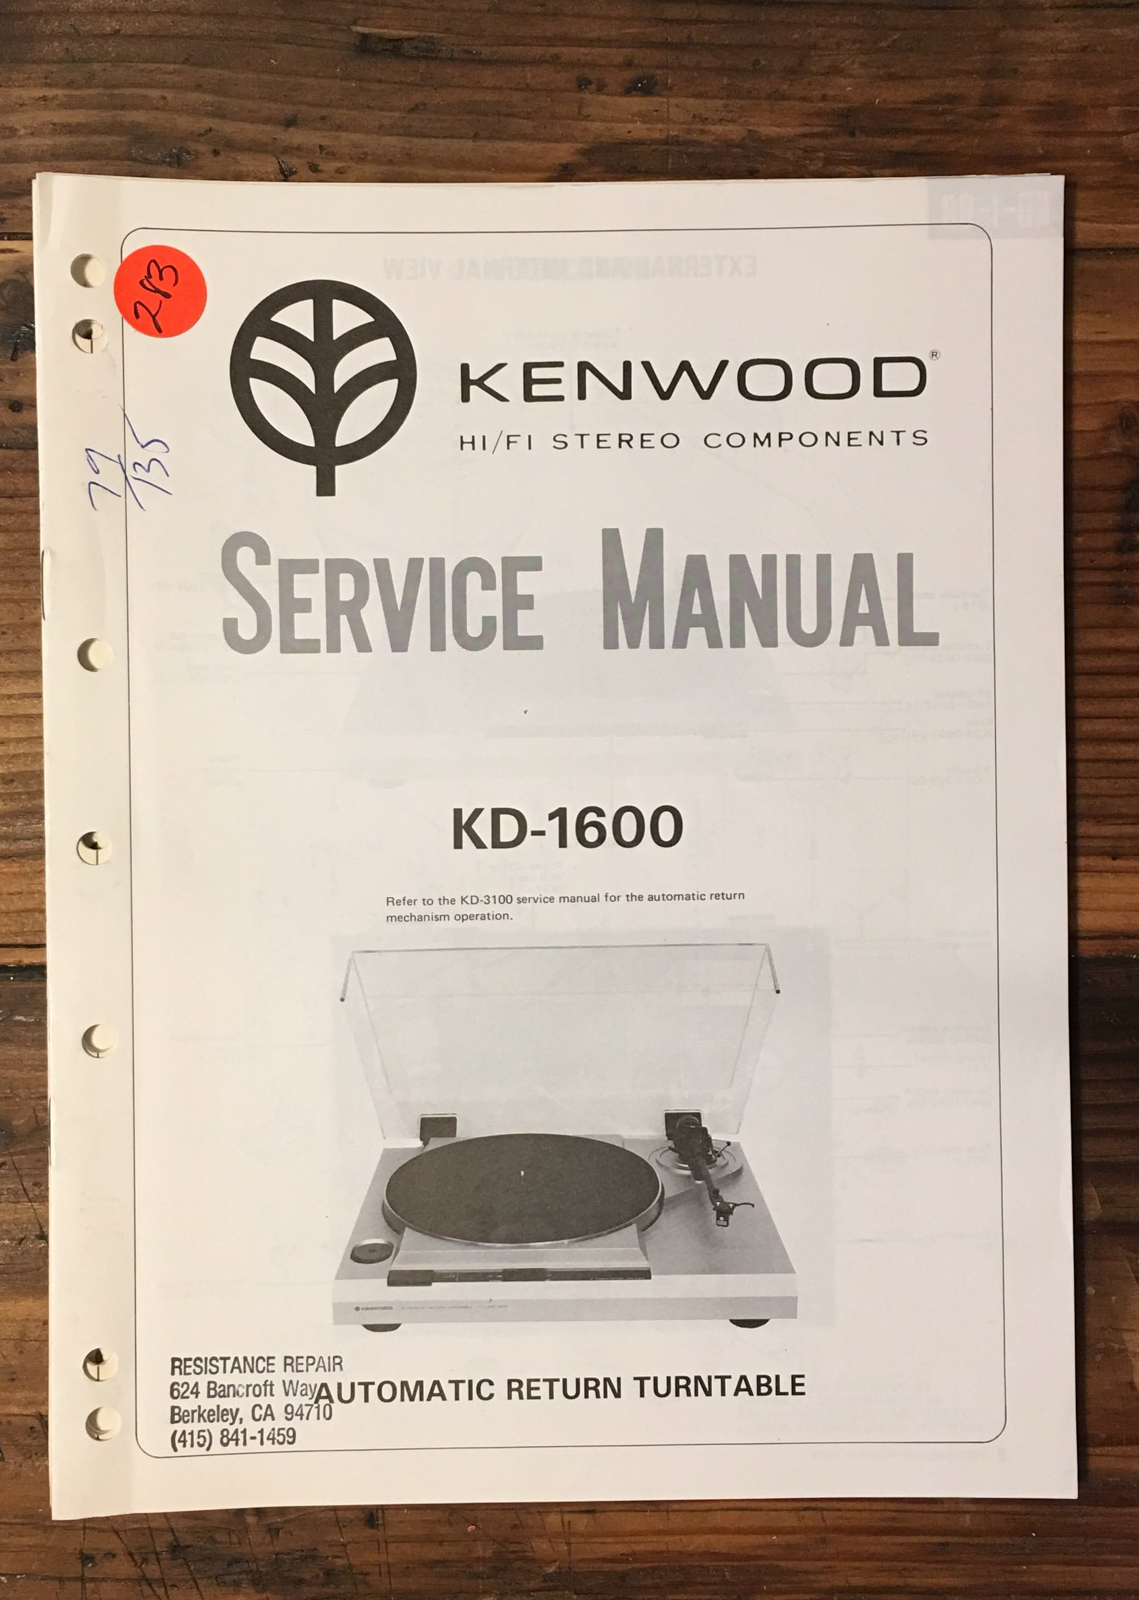 283
79/135
KENWOOD®
HI/FI STEREO COMPONENTS
SERVICE MANUAL
KD-1600
Refer to the KD-3100 service manual for the automatic return
mechanism operation.
KENWOOD
AUTOMATIC RETURN TURNTABLE
RESISTANCE REPAIR
624 Bancroft Way
Berkeley, CA 94710
(415) 841-1459